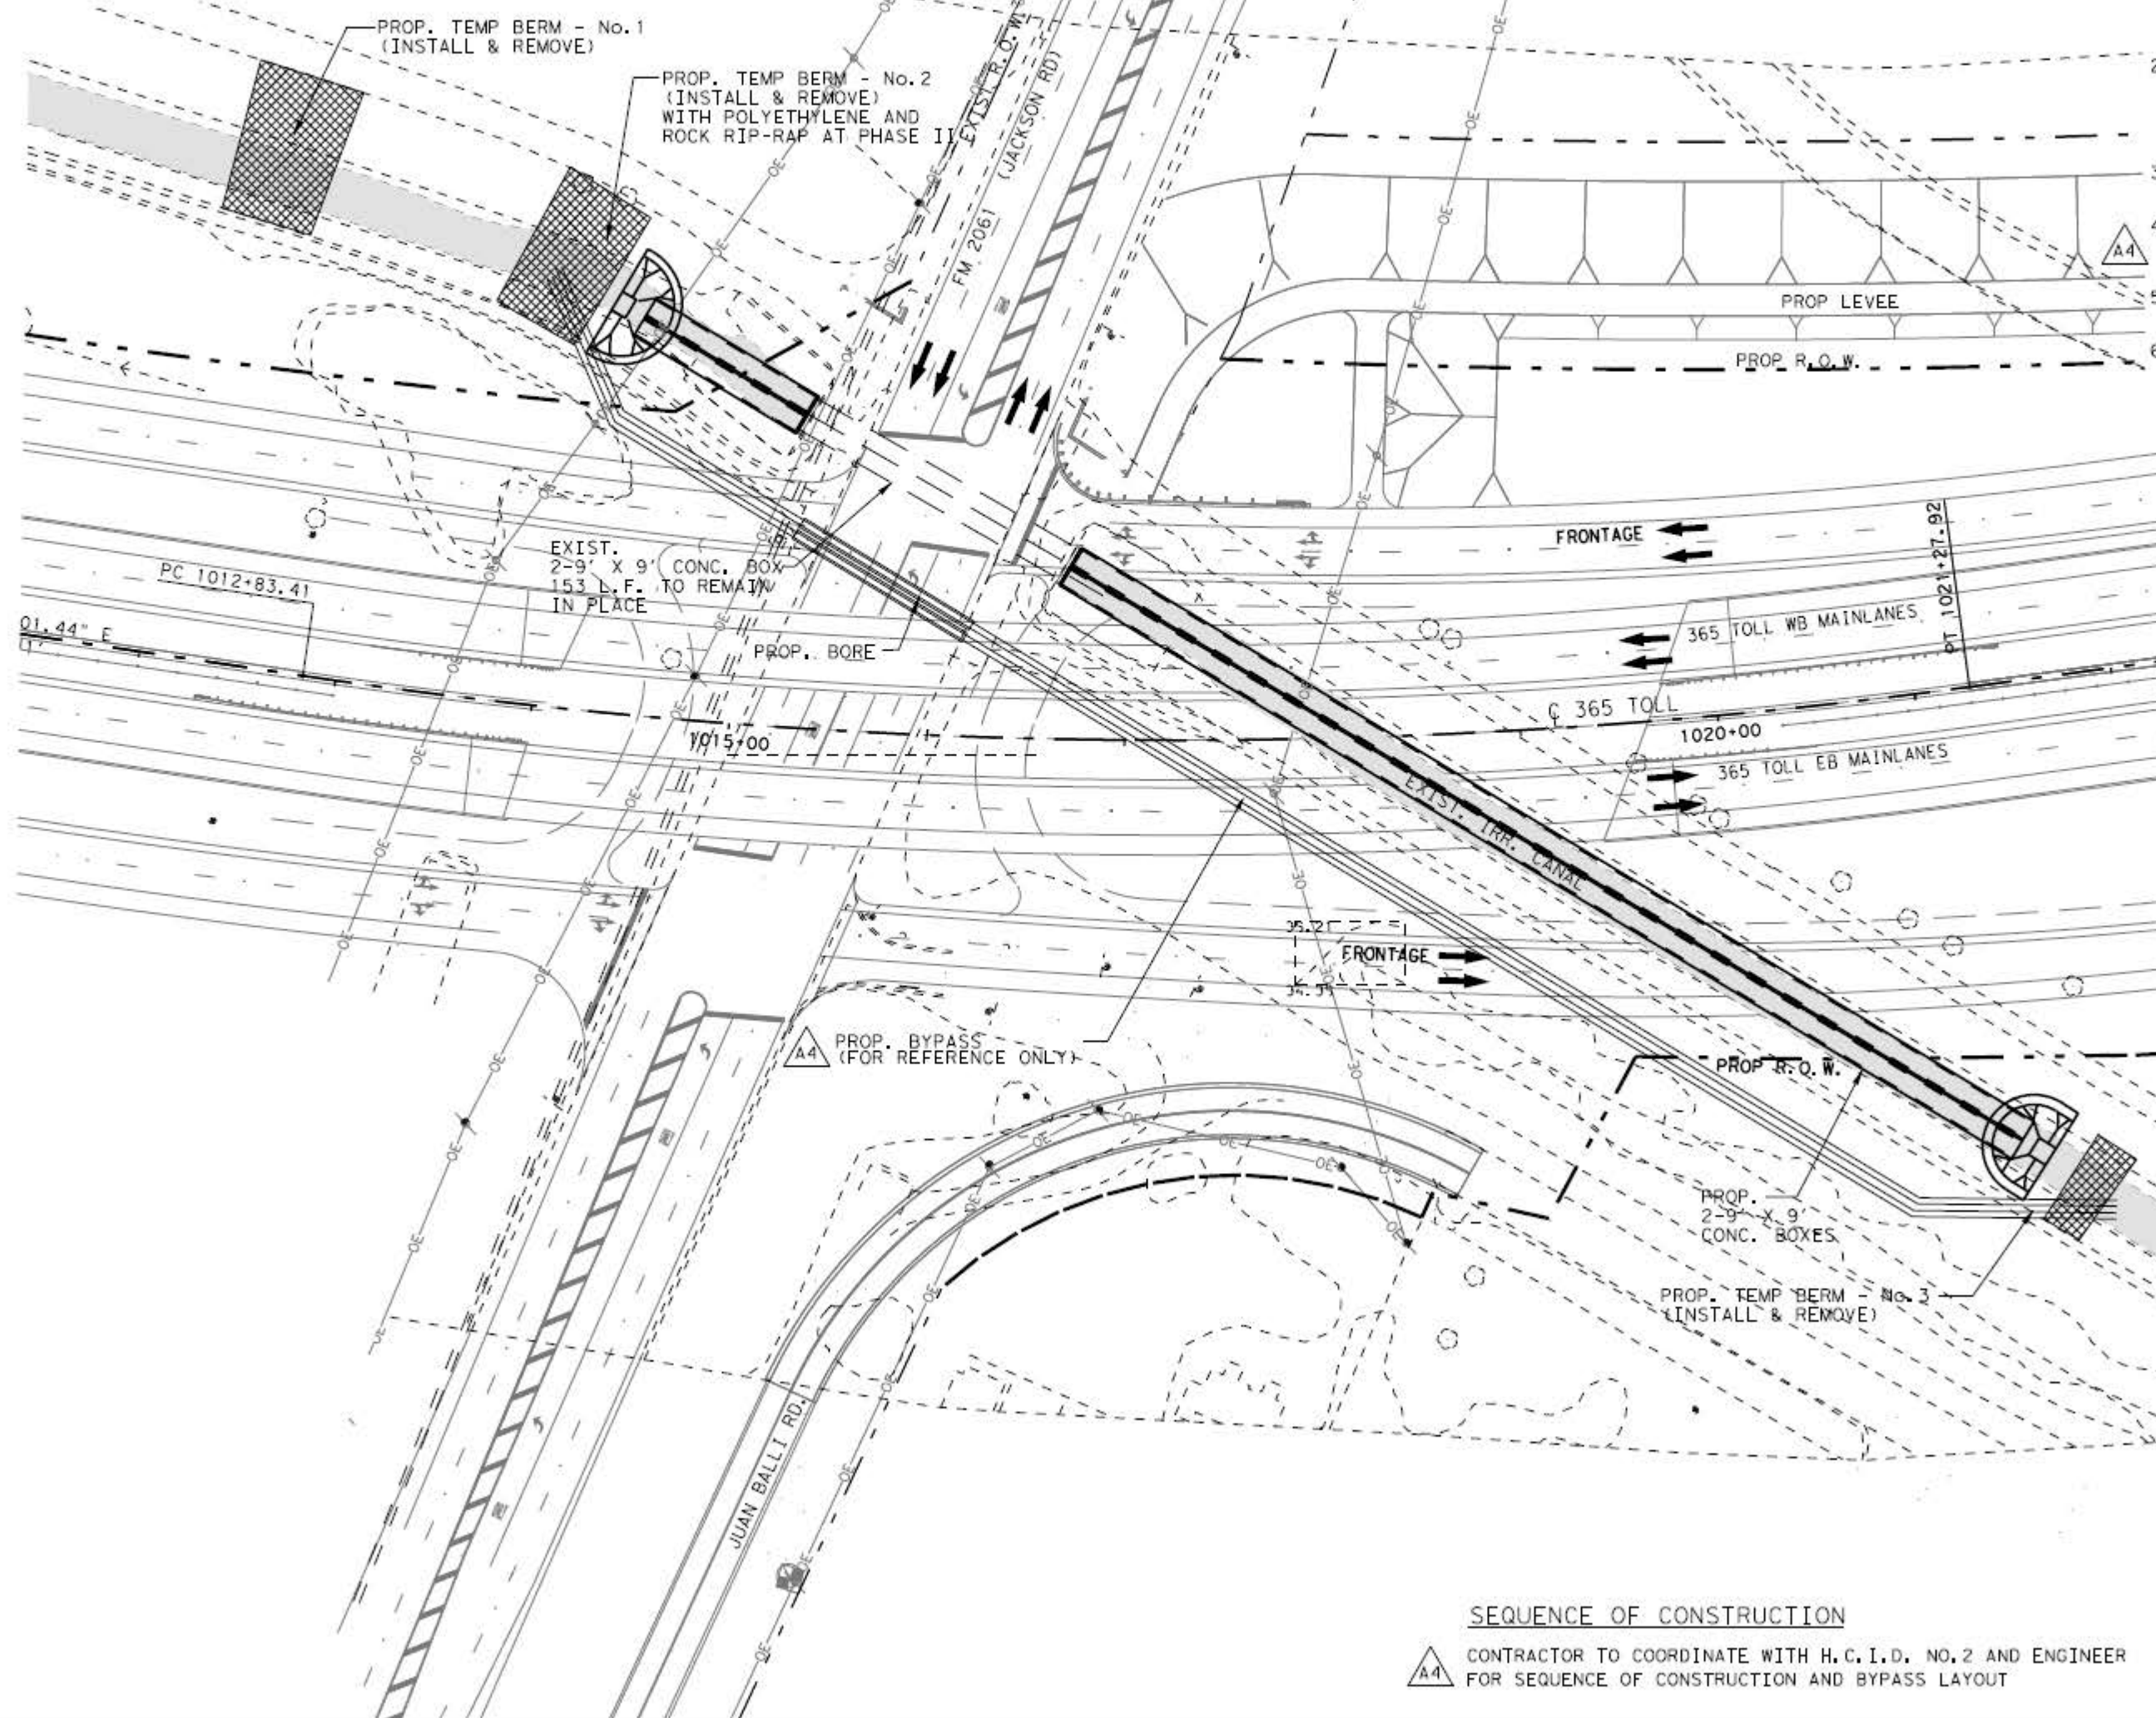 PROP. TEMP BERM - No.1
(INSTALL & REMOVE)
PROP. TEMP BERM - No.2
(INSTALL & REMOVE)
WITH POLYETHYLENE AND
ROCK RIP-RAP AT PHASE II
EXIST. R.O.W.
(JACKSON RD)
FM 2061
A4
PROP LEVEE
PROP R.O.W.
EXIST.
2-9' X 9' CONC. BOX
153 L.F. TO REMAIN
IN PLACE
PC 1012+83.41
01.44" E
PROP. BORE
FRONTAGE
365 TOLL WB MAINLANES
PT 1021+27.92
℄ 365 TOLL
1015+00
1020+00
365 TOLL EB MAINLANES
EXIST. IRR. CANAL
35.21
FRONTAGE
A4
PROP. BYPASS
(FOR REFERENCE ONLY)
PROP R.O.W.
PROP.
2-9' X 9'
CONC. BOXES
PROP. TEMP BERM - No.3
(INSTALL & REMOVE)
JUAN BALLI RD.
OE
SEQUENCE OF CONSTRUCTION
A4
CONTRACTOR TO COORDINATE WITH H.C.I.D. NO.2 AND ENGINEER
FOR SEQUENCE OF CONSTRUCTION AND BYPASS LAYOUT